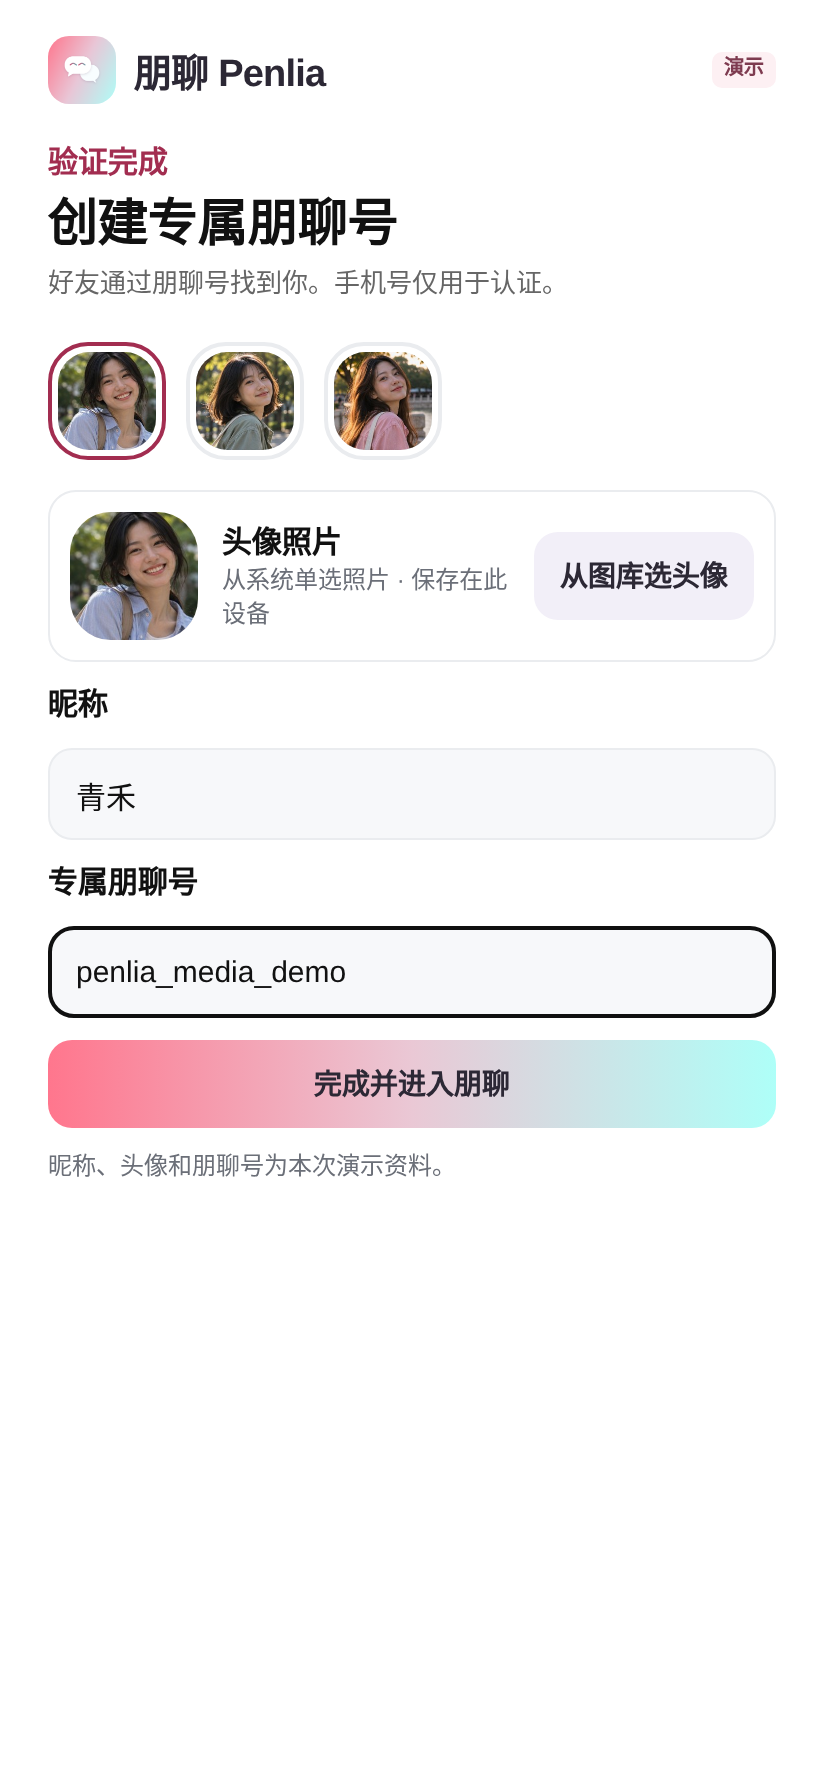 朋聊 Penlia
演示
验证完成
创建专属朋聊号
好友通过朋聊号找到你。手机号仅用于认证。
头像照片
从系统单选照片 · 保存在此
设备
从图库选头像
昵称
青禾
专属朋聊号
penlia_media_demo
完成并进入朋聊
昵称、头像和朋聊号为本次演示资料。